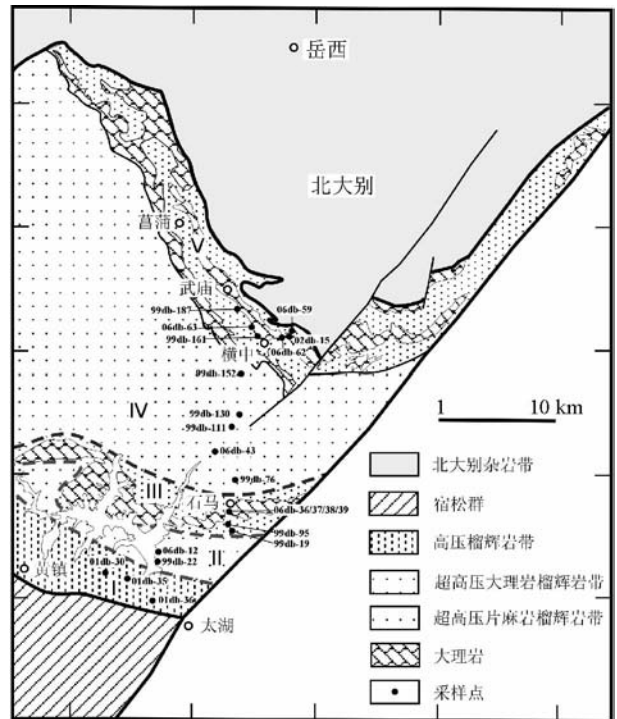 岳西
北大别
菖蒲
V
武庙
06db-59
99db-187
06db-63
02db-15
99db-161
横冲
06db-62
09db-152
IV
99db-130
1 10 km
99db-111
06db-43
北大别杂岩带
99db-76
III
石马
06db-36/37/38/39
宿松群
99db-95
99db-19
II
06db-12
99db-22
高压榴辉岩带
黄镇
01db-30
I
01db-35
超高压大理岩榴辉岩带
01db-36
太湖
超高压片麻岩榴辉岩带
大理岩
采样点